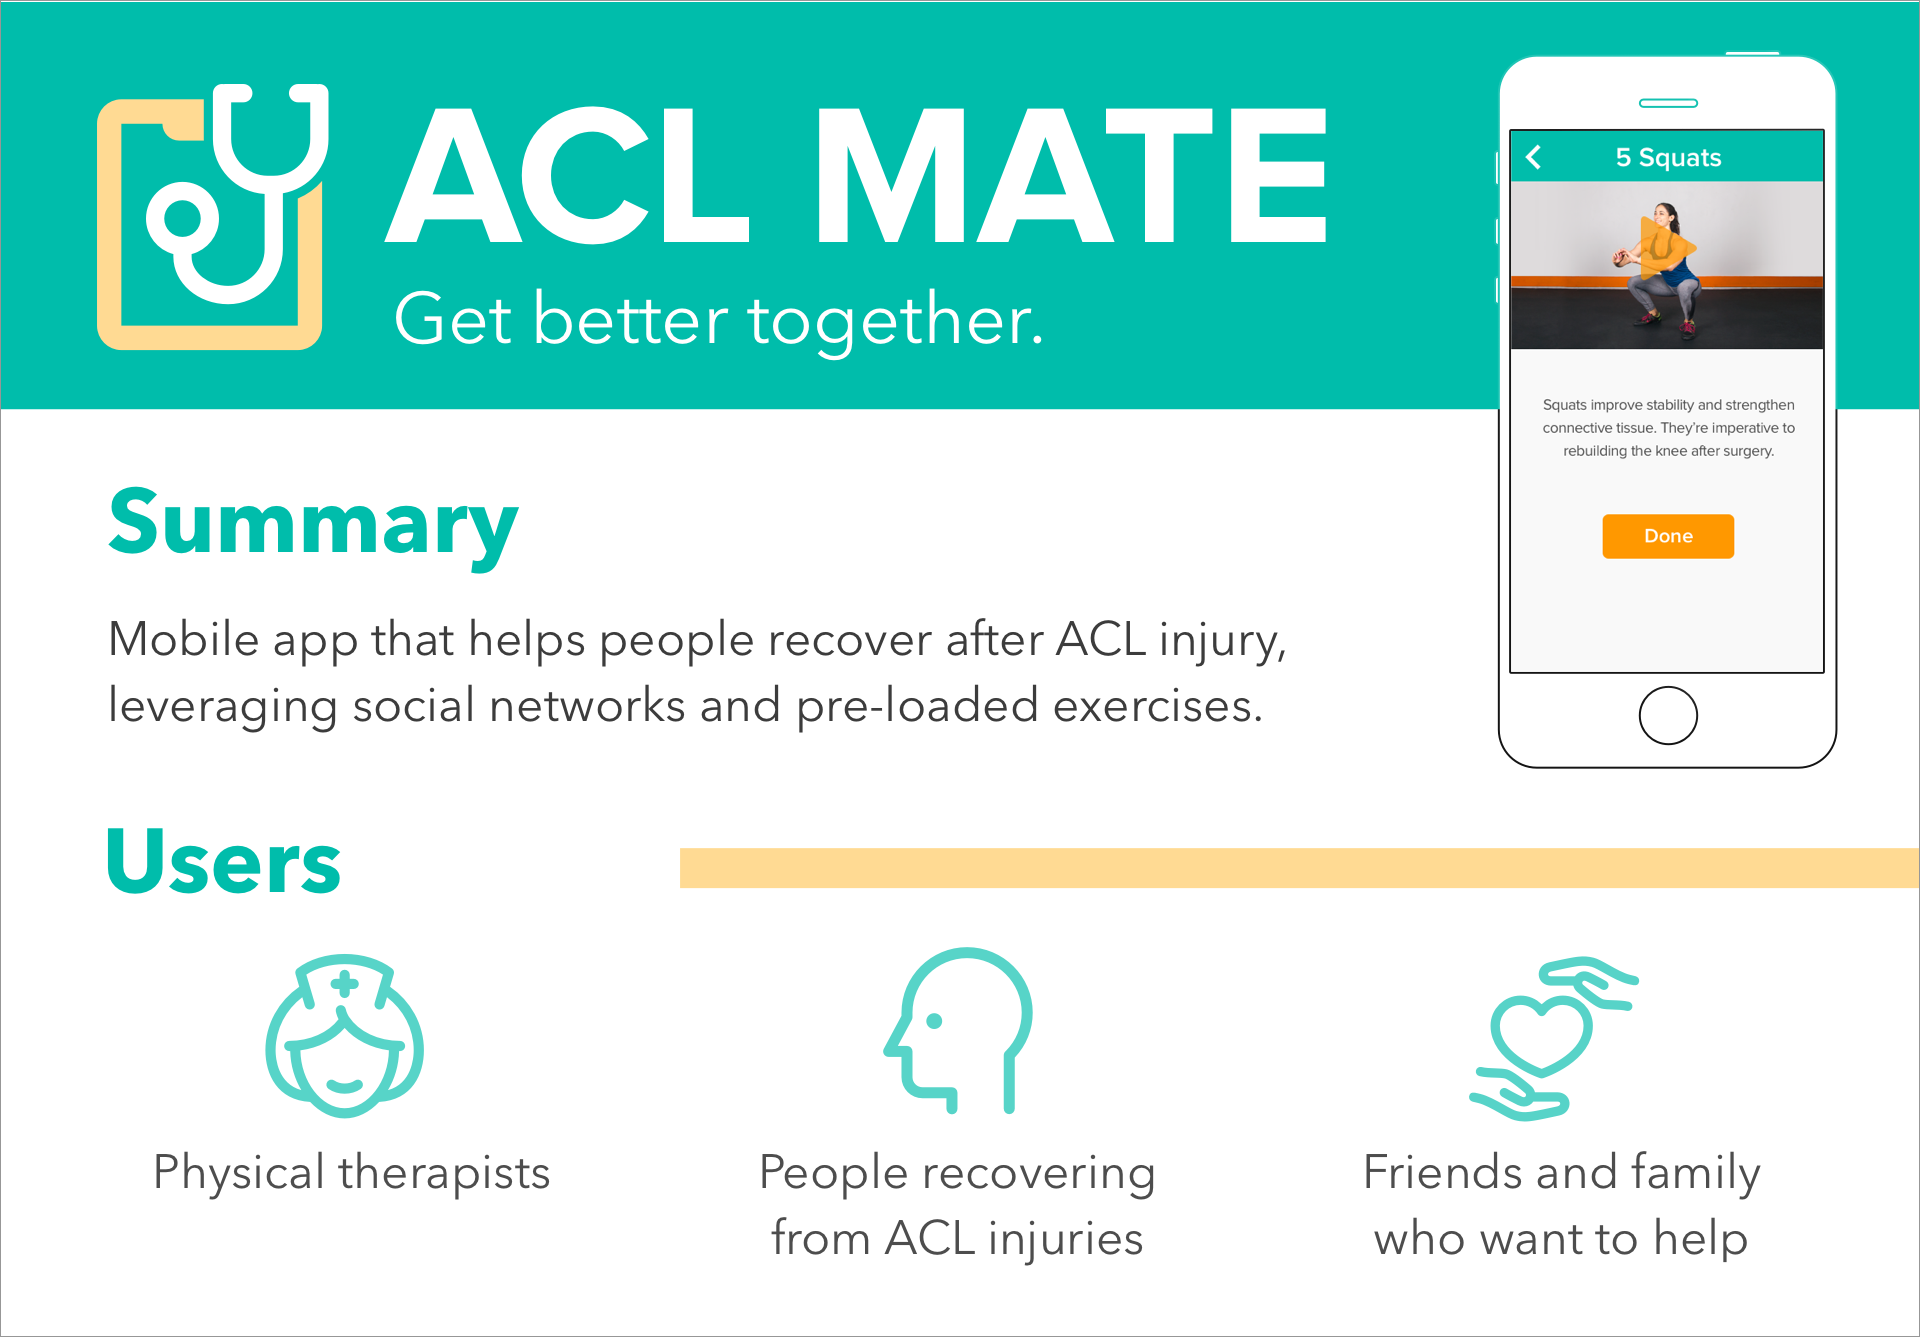 ACL MATE
Get better together.
5 Squats
Squats improve stability and strengthen
connective tissue. They're imperative to
rebuilding the knee after surgery.
Done
Summary
Mobile app that helps people recover after ACL injury,
leveraging social networks and pre-loaded exercises.
Users
Physical therapists
People recovering
from ACL injuries
Friends and family
who want to help